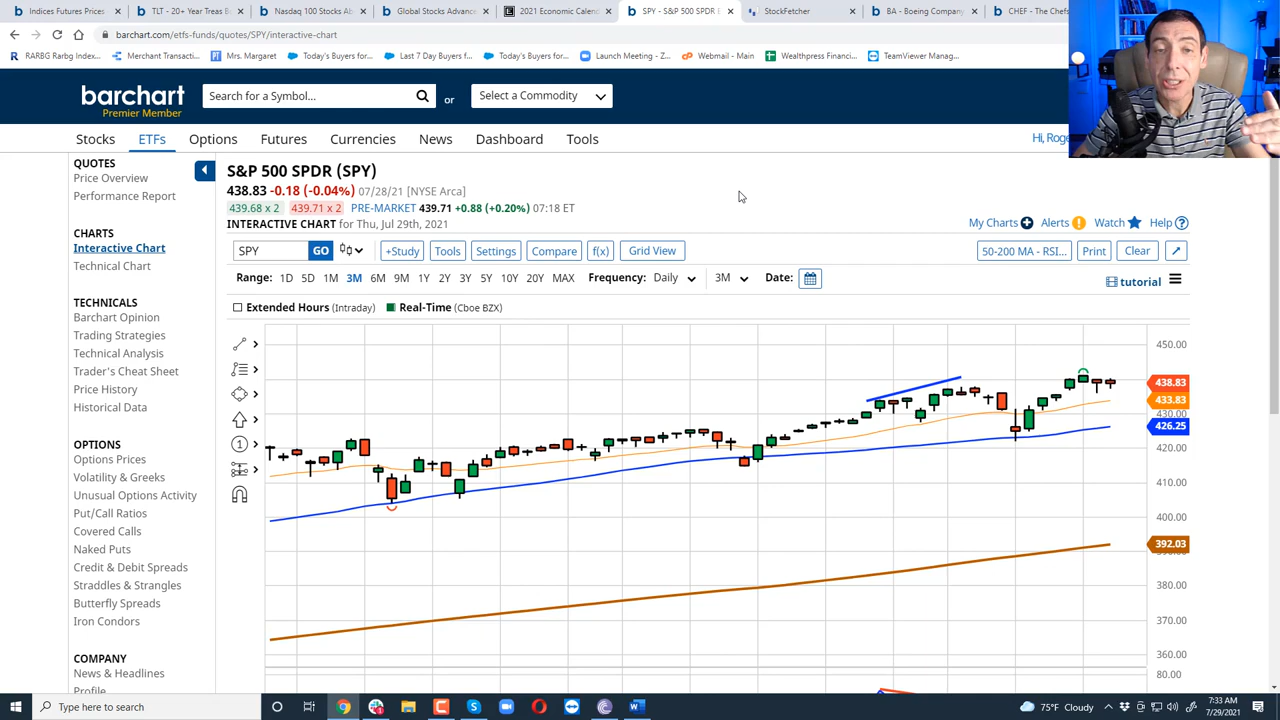 Indices Futures P
TLT - 20+ Year Treas B
Nasdaq 100 Stocks Ab
Global Stocks Advance
2021 Economic Calen
SPY - S&P 500 SPDR E
StockFetcher
BA - Boeing Company
CHEF - The Chefs
barchart.com/etfs-funds/quotes/SPY/interactive-chart
RARBG Rarbg Index...
Merchant Transacti...
Mrs. Margaret
Today's Buyers for...
Last 7 Day Buyers f...
Today's Buyers for...
Launch Meeting - Z...
Webmail - Main
Wealthpress Financi...
TeamViewer Manag...
barchart
Premier Member
Search for a Symbol...
or
Select a Commodity
Stocks
ETFs
Options
Futures
Currencies
News
Dashboard
Tools
Hi, Roge
QUOTES
Price Overview
Performance Report
CHARTS
Interactive Chart
Technical Chart
TECHNICALS
Barchart Opinion
Trading Strategies
Technical Analysis
Trader's Cheat Sheet
Price History
Historical Data
OPTIONS
Options Prices
Volatility & Greeks
Unusual Options Activity
Put/Call Ratios
Covered Calls
Naked Puts
Credit & Debit Spreads
Straddles & Strangles
Butterfly Spreads
Iron Condors
COMPANY
News & Headlines
Profile
S&P 500 SPDR (SPY)
438.83 -0.18 (-0.04%) 07/28/21 [NYSE Arca]
439.68 x 2 439.71 x 2 PRE-MARKET 439.71 +0.88 (+0.20%) 07:18 ET
INTERACTIVE CHART for Thu, Jul 29th, 2021
My Charts
Alerts
Watch
Help
SPY
GO
+Study
Tools
Settings
Compare
f(x)
Grid View
50-200 MA - RSI...
Print
Clear
Range: 1D 5D 1M 3M 6M 9M 1Y 2Y 3Y 5Y 10Y 20Y MAX Frequency: Daily 3M Date:
tutorial
Extended Hours (Intraday) Real-Time (Cboe BZX)
450.00
438.83
433.83
430.00
426.25
420.00
410.00
400.00
392.03
380.00
370.00
360.00
80.00
Type here to search
75°F Cloudy
7:33 AM
7/29/2021